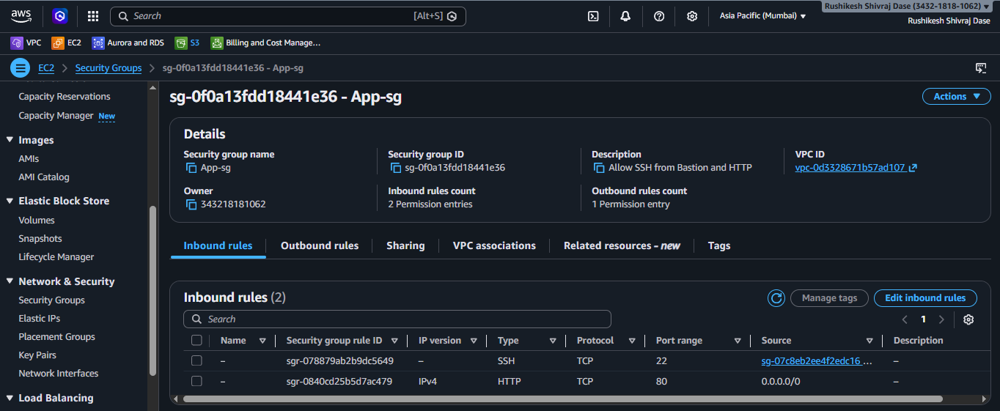 aws
Search [Alt+S]
Asia Pacific (Mumbai)
Rushikesh Shivraj Dase (3432-1818-1062)
Rushikesh Shivraj Dase
VPC EC2 Aurora and RDS S3 Billing and Cost Manage...
EC2 Security Groups sg-0f0a13fdd18441e36 - App-sg
Capacity Reservations
Capacity Manager New
Images
AMIs
AMI Catalog
Elastic Block Store
Volumes
Snapshots
Lifecycle Manager
Network & Security
Security Groups
Elastic IPs
Placement Groups
Key Pairs
Network Interfaces
Load Balancing
sg-0f0a13fdd18441e36 - App-sg
Actions
Details
Security group name
App-sg
Security group ID
sg-0f0a13fdd18441e36
Description
Allow SSH from Bastion and HTTP
VPC ID
vpc-0d3328671b57ad107
Owner
343218181062
Inbound rules count
2 Permission entries
Outbound rules count
1 Permission entry
Inbound rules Outbound rules Sharing VPC associations Related resources – new Tags
Inbound rules (2)
Manage tags Edit inbound rules
Search
1
Name Security group rule ID IP version Type Protocol Port range Source Description
– sgr-078879ab2b9dc5649 – SSH TCP 22 sg-07c8eb2ee4f2edc16 ... –
– sgr-0840cd25b5d7ac479 IPv4 HTTP TCP 80 0.0.0.0/0 –